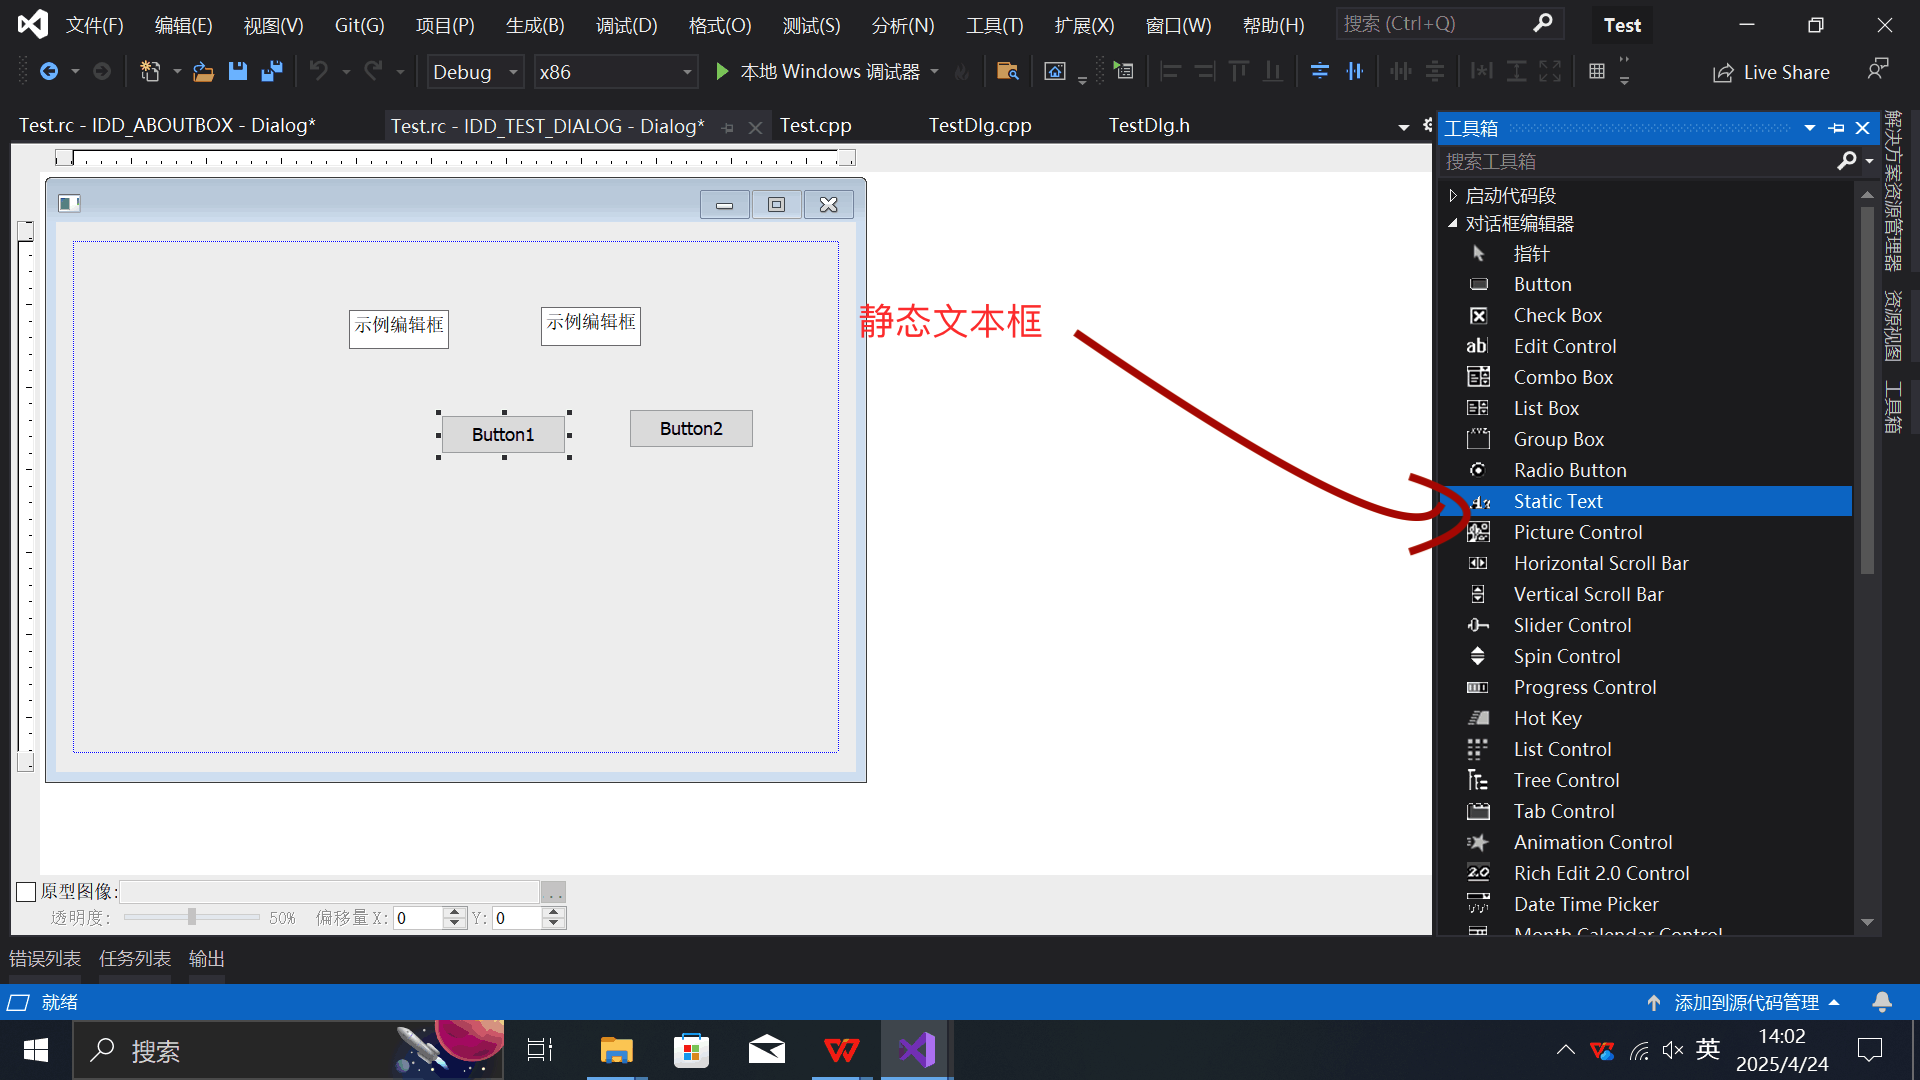 文件(F) 编辑(E) 视图(V) Git(G) 项目(P) 生成(B) 调试(D) 格式(O) 测试(S) 分析(N) 工具(T) 扩展(X) 窗口(W) 帮助(H) 搜索 (Ctrl+Q) Test
Debug x86 本地 Windows 调试器 Live Share
Test.rc - IDD_ABOUTBOX - Dialog* Test.rc - IDD_TEST_DIALOG - Dialog* Test.cpp TestDlg.cpp TestDlg.h
示例编辑框 示例编辑框
Button1 Button2
静态文本框
工具箱
搜索工具箱
启动代码段
对话框编辑器
指针
Button
Check Box
Edit Control
Combo Box
List Box
Group Box
Radio Button
Static Text
Picture Control
Horizontal Scroll Bar
Vertical Scroll Bar
Slider Control
Spin Control
Progress Control
Hot Key
List Control
Tree Control
Tab Control
Animation Control
Rich Edit 2.0 Control
Date Time Picker
Month Calendar Control
解决方案资源管理器
资源视图
工具箱
原型图像: ..
透明度: 50% 偏移量 X: 0 Y: 0
错误列表 任务列表 输出
就绪 添加到源代码管理
搜索 英 14:02
2025/4/24